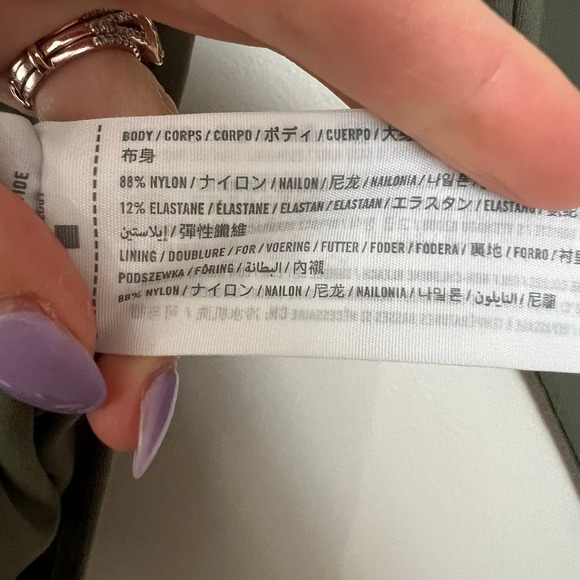 BODY / CORPS / CORPO / ボディ / CUERPO /
布身
88% NYLON / ナイロン / NAILON / 尼龙 / NAILONIA / 나일론 /
12% ELASTANE / ÉLASTANE / ELASTAN / ELASTAAN / エラスタン /
إيلاستين / 彈性纖維
LINING / DOUBLURE / FOR / VOERING / FUTTER / FODER / FODERA / 裏地 / FORRO / 衬里
PODSZEWKA / FÖRING / البطانة / 內襯
88% NYLON / ナイロン / NAILON / 尼龙 / NAILONIA / 나일론 / النايلون / 尼龍